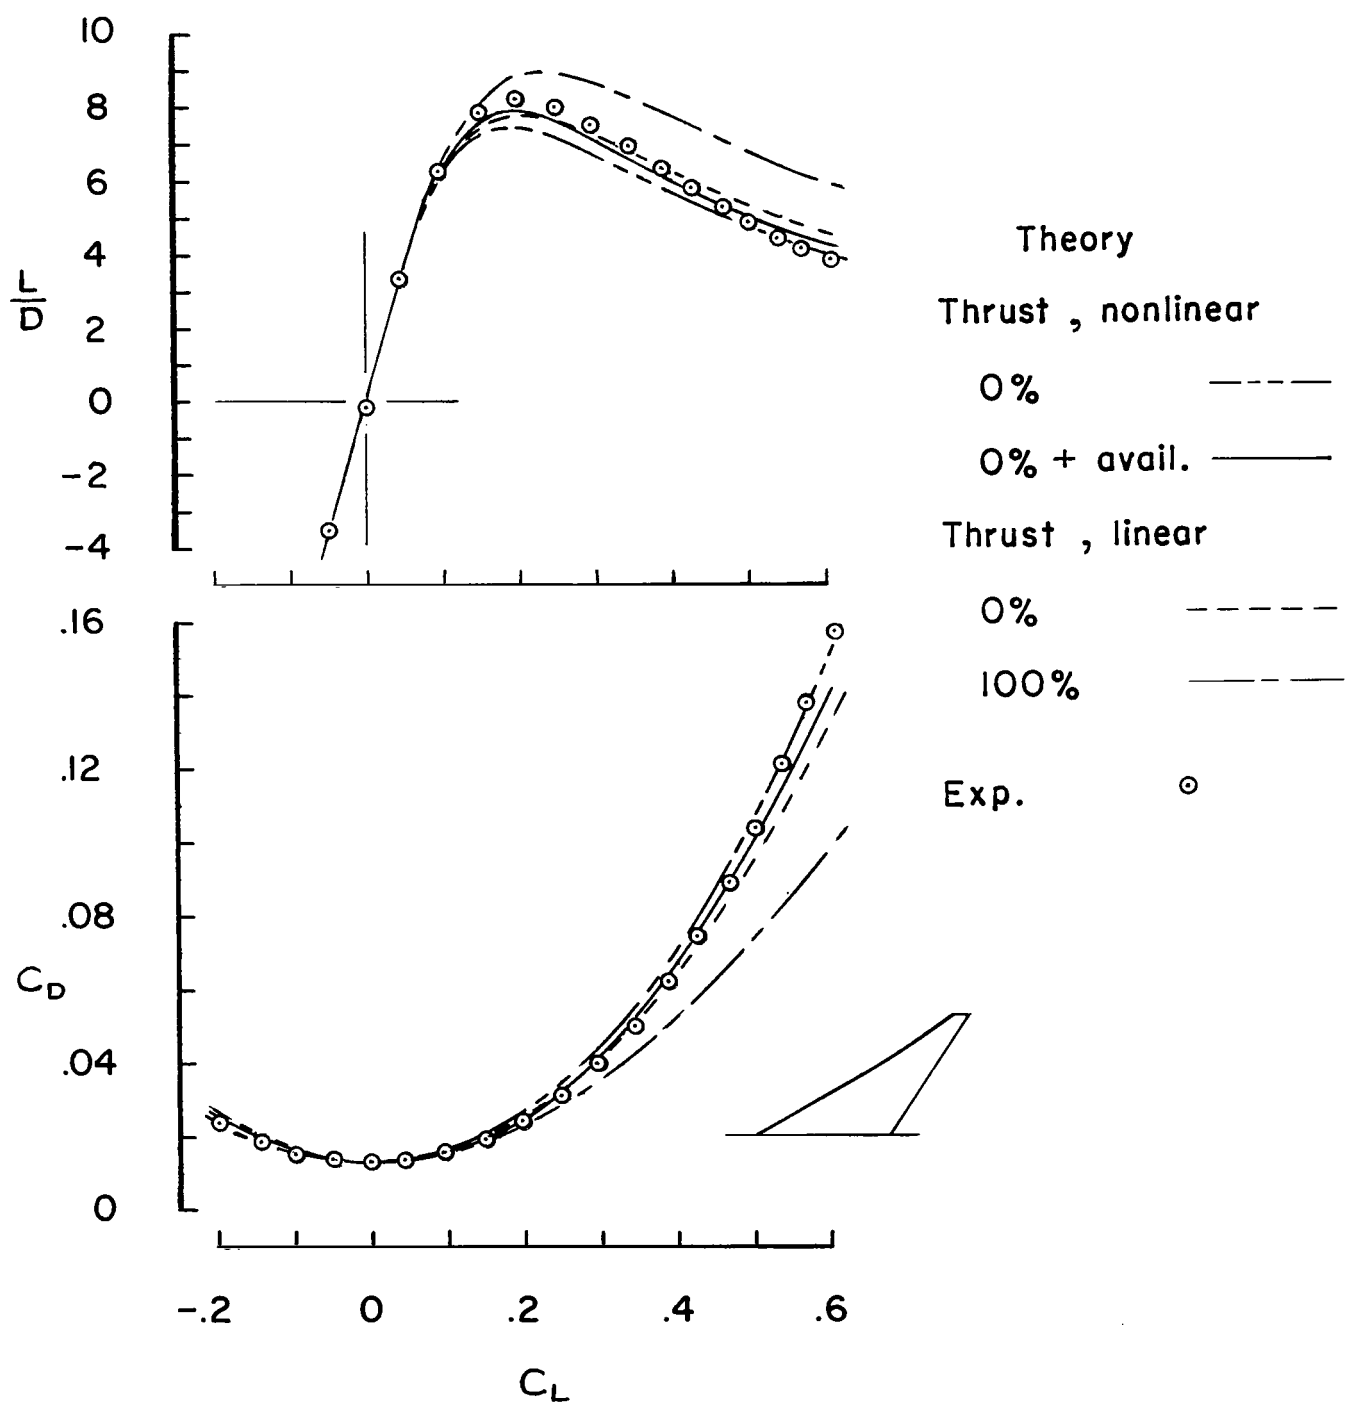 10
8
6
4
2
0
-2
-4
L
D
.16
.12
.08
.04
0
CD
-.2 0 .2 .4 .6
CL
Theory
Thrust , nonlinear
0%
0% + avail.
Thrust , linear
0%
100%
Exp.